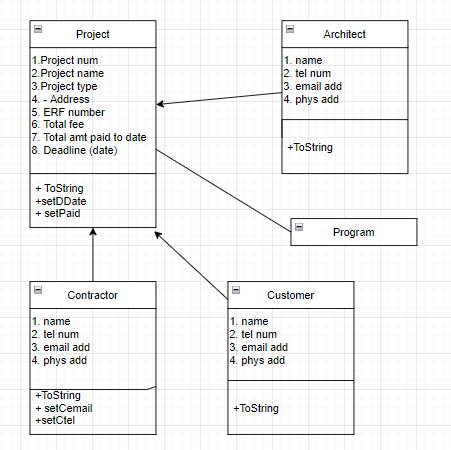 Project
1.Project num
2.Project name
3.Project type
4. - Address
5. ERF number
6. Total fee
7. Total amt paid to date
8. Deadline (date)
+ ToString
+setDDate
+ setPaid
Architect
1. name
2. tel num
3. email add
4. phys add
+ToString
Program
Contractor
1. name
2. tel num
3. email add
4. phys add
+ToString
+ setCemail
+setCtel
Customer
1. name
2. tel num
3. email add
4. phys add
+ToString